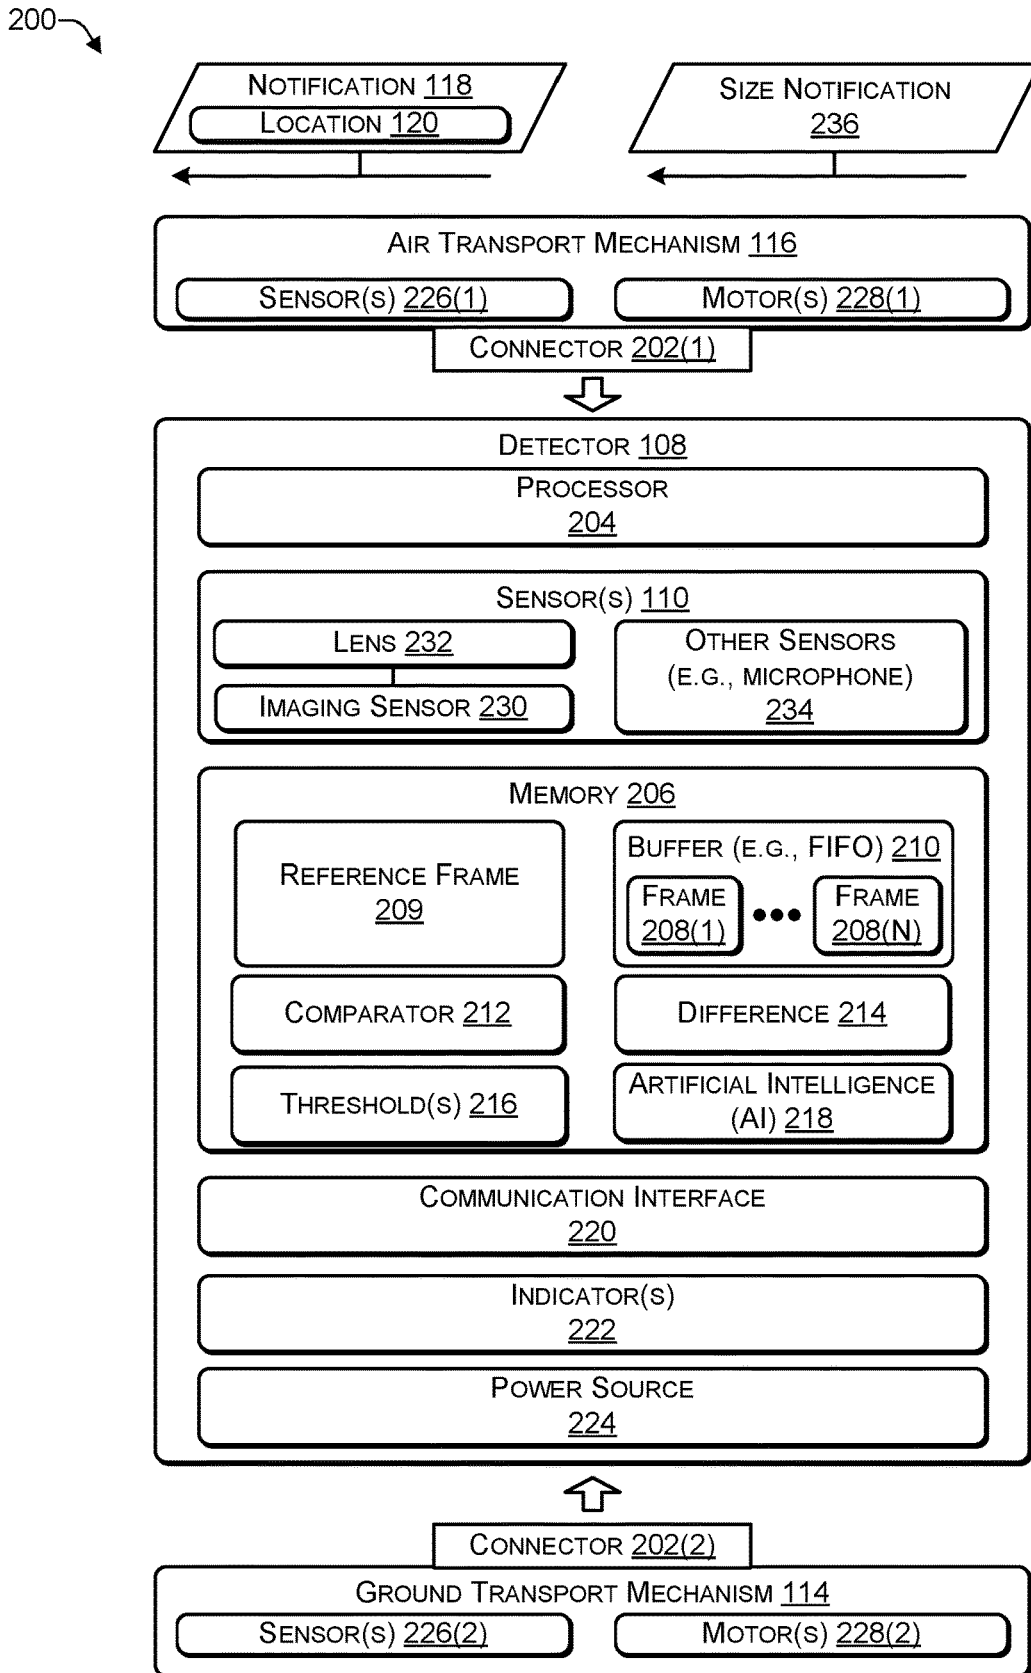 200
NOTIFICATION 118
LOCATION 120
SIZE NOTIFICATION
236
AIR TRANSPORT MECHANISM 116
SENSOR(S) 226(1)
MOTOR(S) 228(1)
CONNECTOR 202(1)
DETECTOR 108
PROCESSOR
204
SENSOR(S) 110
LENS 232
IMAGING SENSOR 230
OTHER SENSORS
(E.G., MICROPHONE)
234
MEMORY 206
REFERENCE FRAME
209
BUFFER (E.G., FIFO) 210
FRAME
208(1)
FRAME
208(N)
COMPARATOR 212
DIFFERENCE 214
THRESHOLD(S) 216
ARTIFICIAL INTELLIGENCE
(AI) 218
COMMUNICATION INTERFACE
220
INDICATOR(S)
222
POWER SOURCE
224
CONNECTOR 202(2)
GROUND TRANSPORT MECHANISM 114
SENSOR(S) 226(2)
MOTOR(S) 228(2)